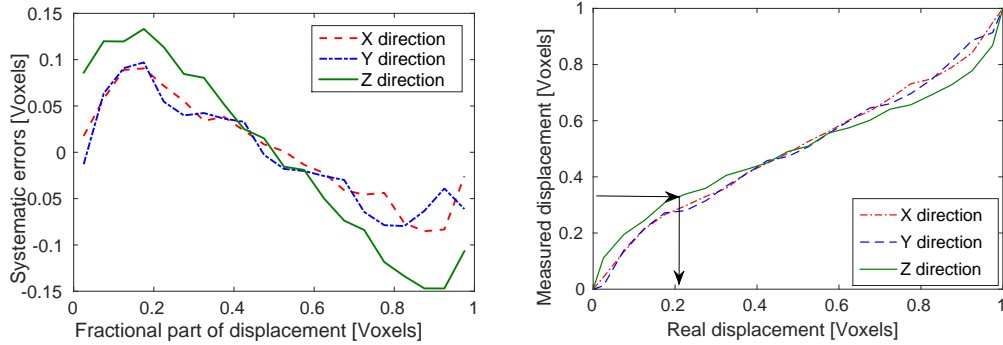 Systematic errors [Voxels]
0.15
0.1
0.05
0
-0.05
-0.1
-0.15
X direction
Y direction
Z direction
0
0.2
0.4
0.6
0.8
1
Fractional part of displacement [Voxels]
Measured displacement [Voxels]
1
0.8
0.6
0.4
0.2
0
X direction
Y direction
Z direction
0
0.2
0.4
0.6
0.8
1
Real displacement [Voxels]